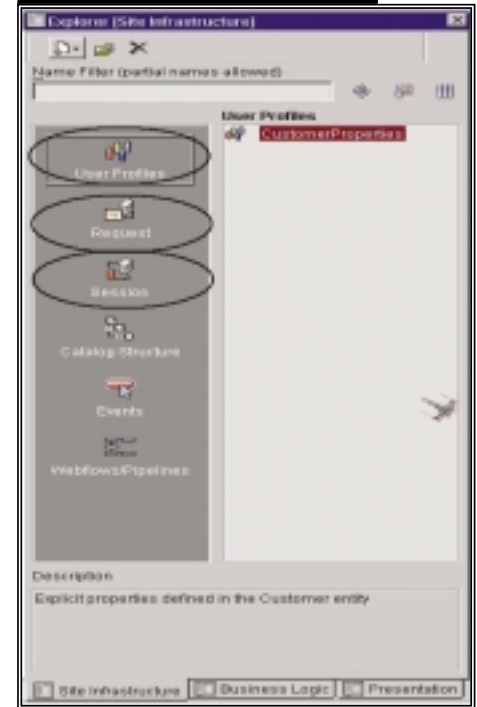 Explorer (Site Infrastructure)
Name Filter (partial names allowed)
User Profiles
CustomerProperties
User Profiles
Request
Session
Catalog Structure
Events
Webflows/Pipelines
Description
Explicit properties defined in the Customer entity
Site Infrastructure Business Logic Presentation